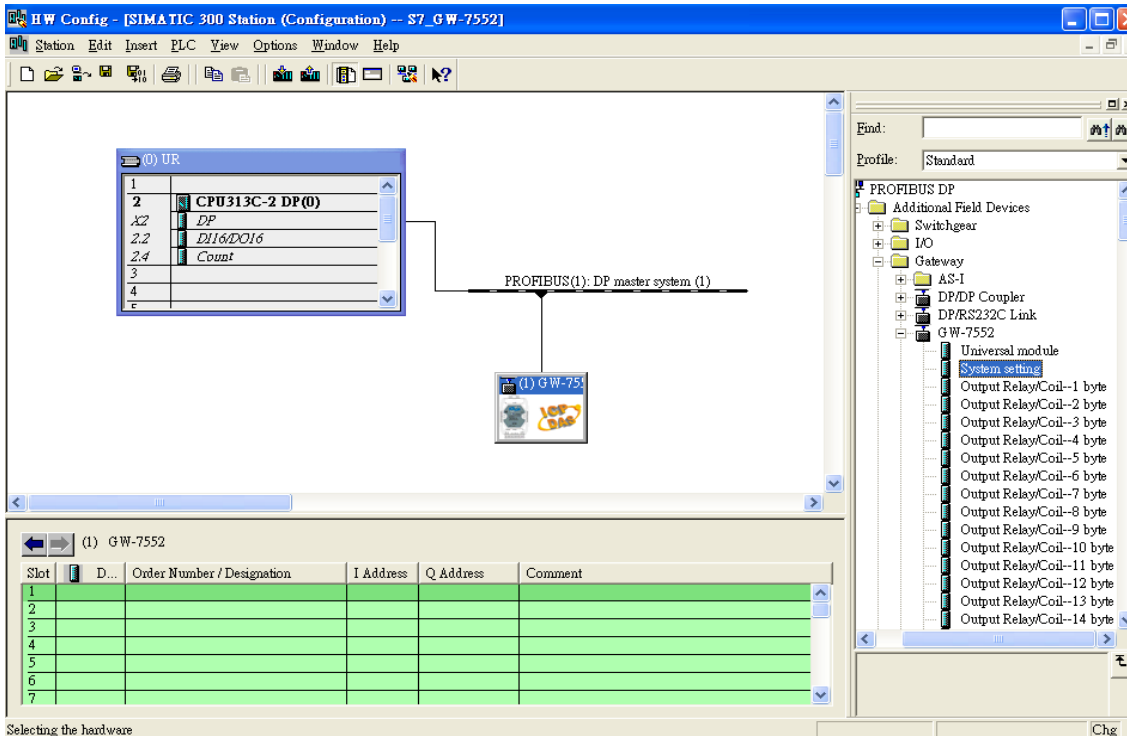 HW Config - [SIMATIC 300 Station (Configuration) -- S7_GW-7552]
Station Edit Insert PLC View Options Window Help
(0) UR
1
2 CPU313C-2 DP(0)
X2 DP
2.2 DI16/DO16
2.4 Count
3
4
PROFIBUS(1): DP master system (1)
(1) GW-755
ICP DAS
Find:
Profile: Standard
PROFIBUS DP
Additional Field Devices
Switchgear
I/O
Gateway
AS-I
DP/DP Coupler
DP/RS232C Link
GW-7552
Universal module
System setting
Output Relay/Coil--1 byte
Output Relay/Coil--2 byte
Output Relay/Coil--3 byte
Output Relay/Coil--4 byte
Output Relay/Coil--5 byte
Output Relay/Coil--6 byte
Output Relay/Coil--7 byte
Output Relay/Coil--8 byte
Output Relay/Coil--9 byte
Output Relay/Coil--10 byte
Output Relay/Coil--11 byte
Output Relay/Coil--12 byte
Output Relay/Coil--13 byte
Output Relay/Coil--14 byte
(1) GW-7552
Slot D... Order Number / Designation I Address Q Address Comment
1
2
3
4
5
6
7
Selecting the hardware Chg